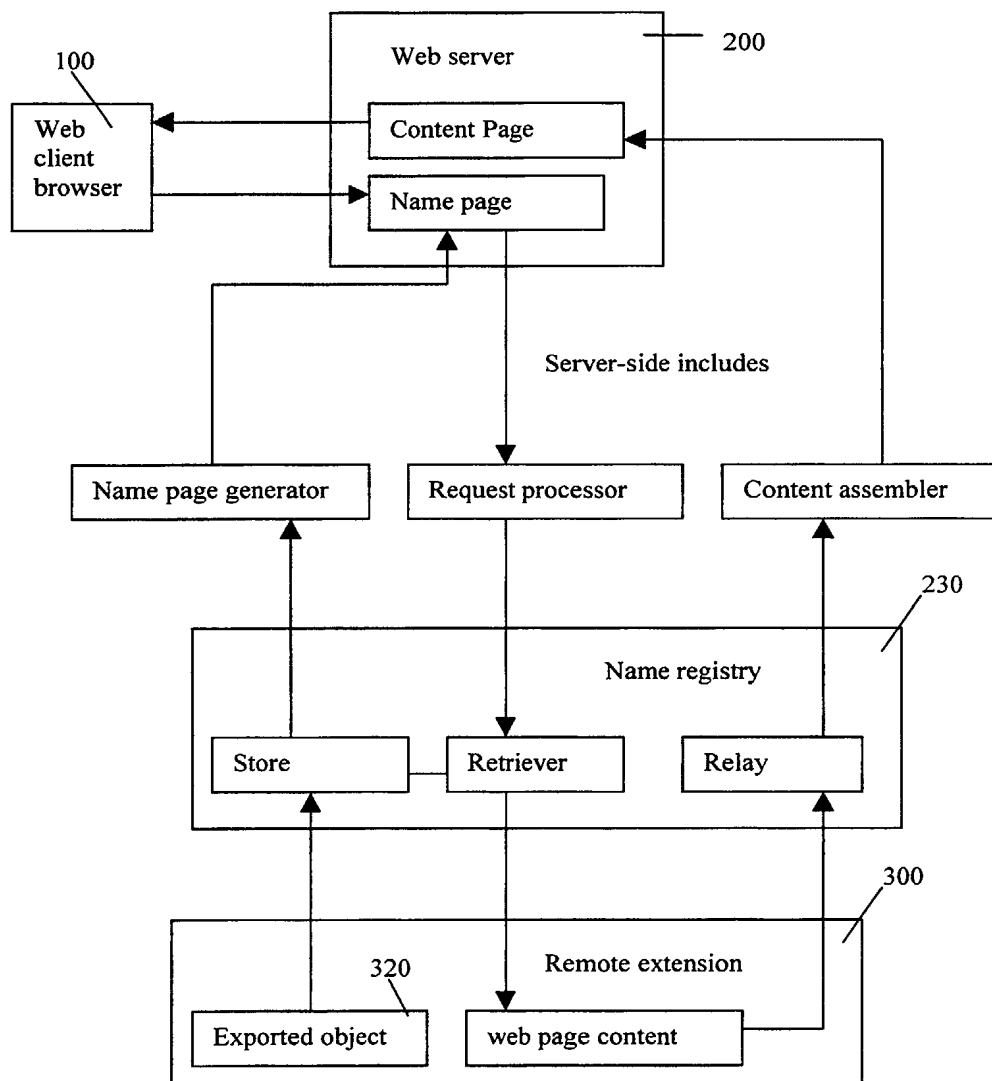 200
Web server
100
Content Page
Web
client
browser
Name page
Server-side includes
Name page generator
Request processor
Content assembler
230
Name registry
Store
Retriever
Relay
300
Remote extension
320
Exported object
web page content